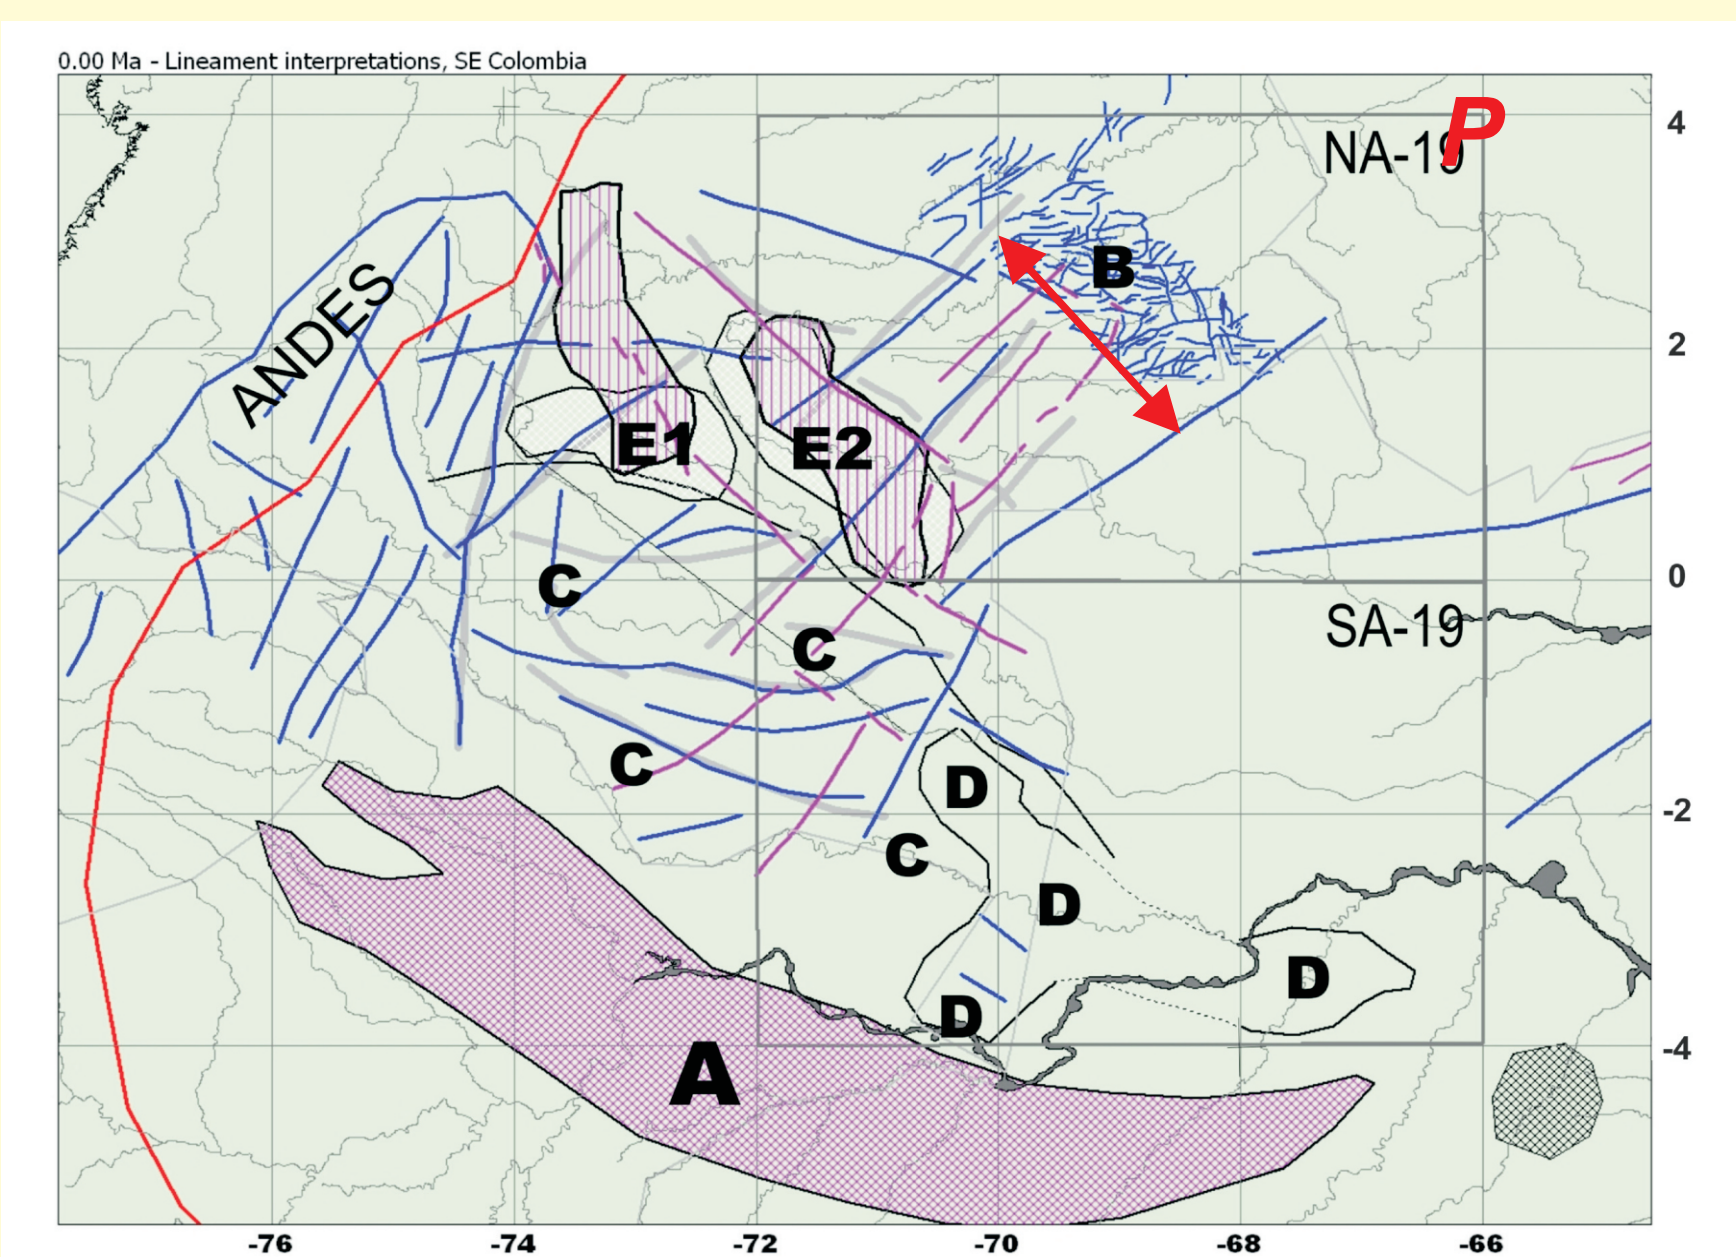 0.00 Ma - Lineament interpretations, SE Colombia
P
4
NA-19
B
ANDES
2
E1
E2
C
0
SA-19
C
C
D
-2
C
D
D
D
A
-4
-76
-74
-72
-70
-68
-66